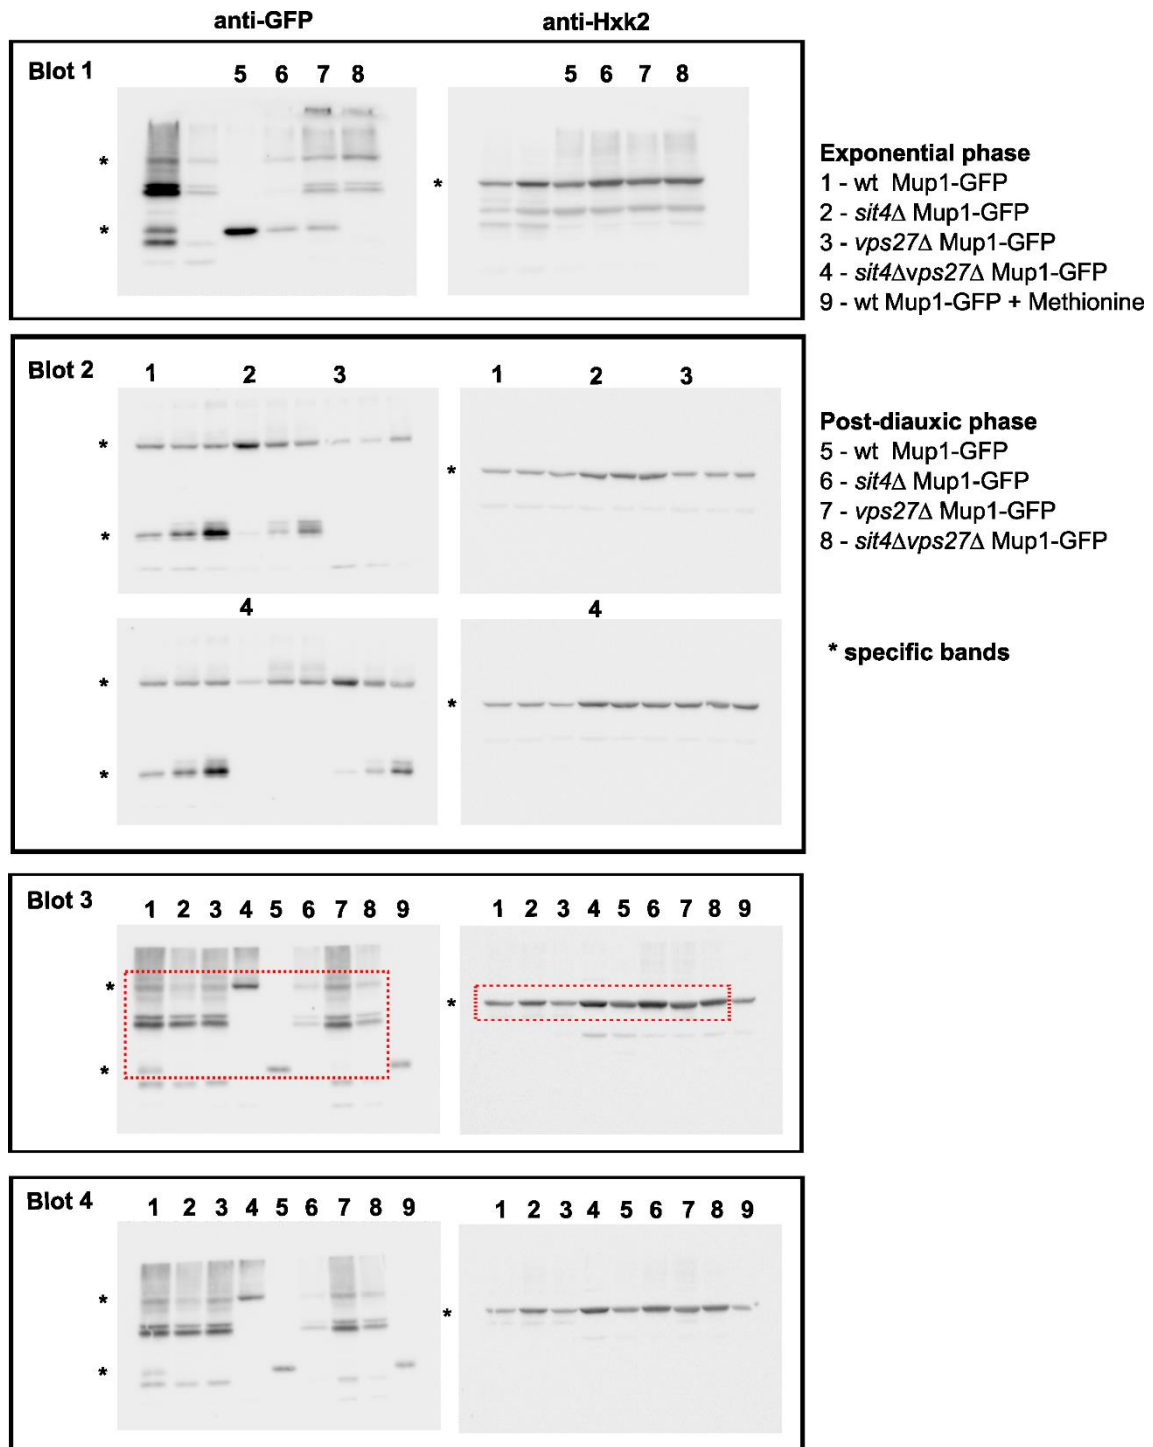 anti-GFP anti-Hxk2
Blot 1
5 6 7 8 5 6 7 8
*
*
*
Exponential phase
1 - wt Mup1-GFP
2 - sit4Δ Mup1-GFP
3 - vps27Δ Mup1-GFP
4 - sit4Δvps27Δ Mup1-GFP
9 - wt Mup1-GFP + Methionine
Blot 2
1 2 3 1 2 3
*
*
*
4 4
*
*
*
Post-diauxic phase
5 - wt Mup1-GFP
6 - sit4Δ Mup1-GFP
7 - vps27Δ Mup1-GFP
8 - sit4Δvps27Δ Mup1-GFP
* specific bands
Blot 3
1 2 3 4 5 6 7 8 9 1 2 3 4 5 6 7 8 9
*
*
*
Blot 4
1 2 3 4 5 6 7 8 9 1 2 3 4 5 6 7 8 9
*
*
*